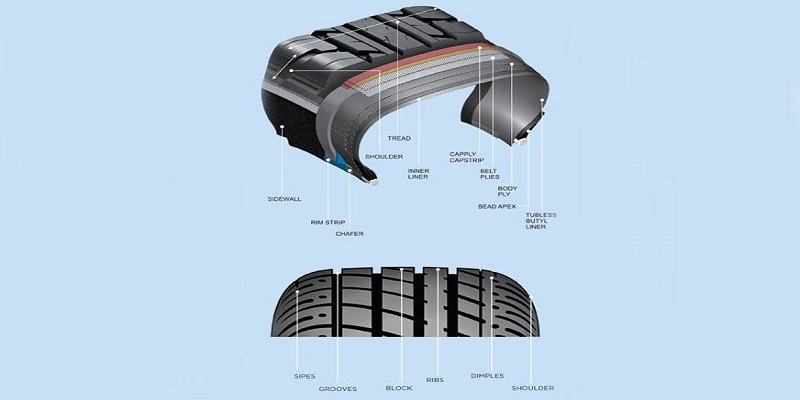 TREAD
SHOULDER
INNER
LINER
CAPPLY
CAPSTRIP
BELT
PLIES
BODY
PLY
SIDEWALL
BEAD APEX
TUBLESS
BUTYL
LINER
RIM STRIP
CHAFER
SIPES
GROOVES
BLOCK
RIBS
DIMPLES
SHOULDER